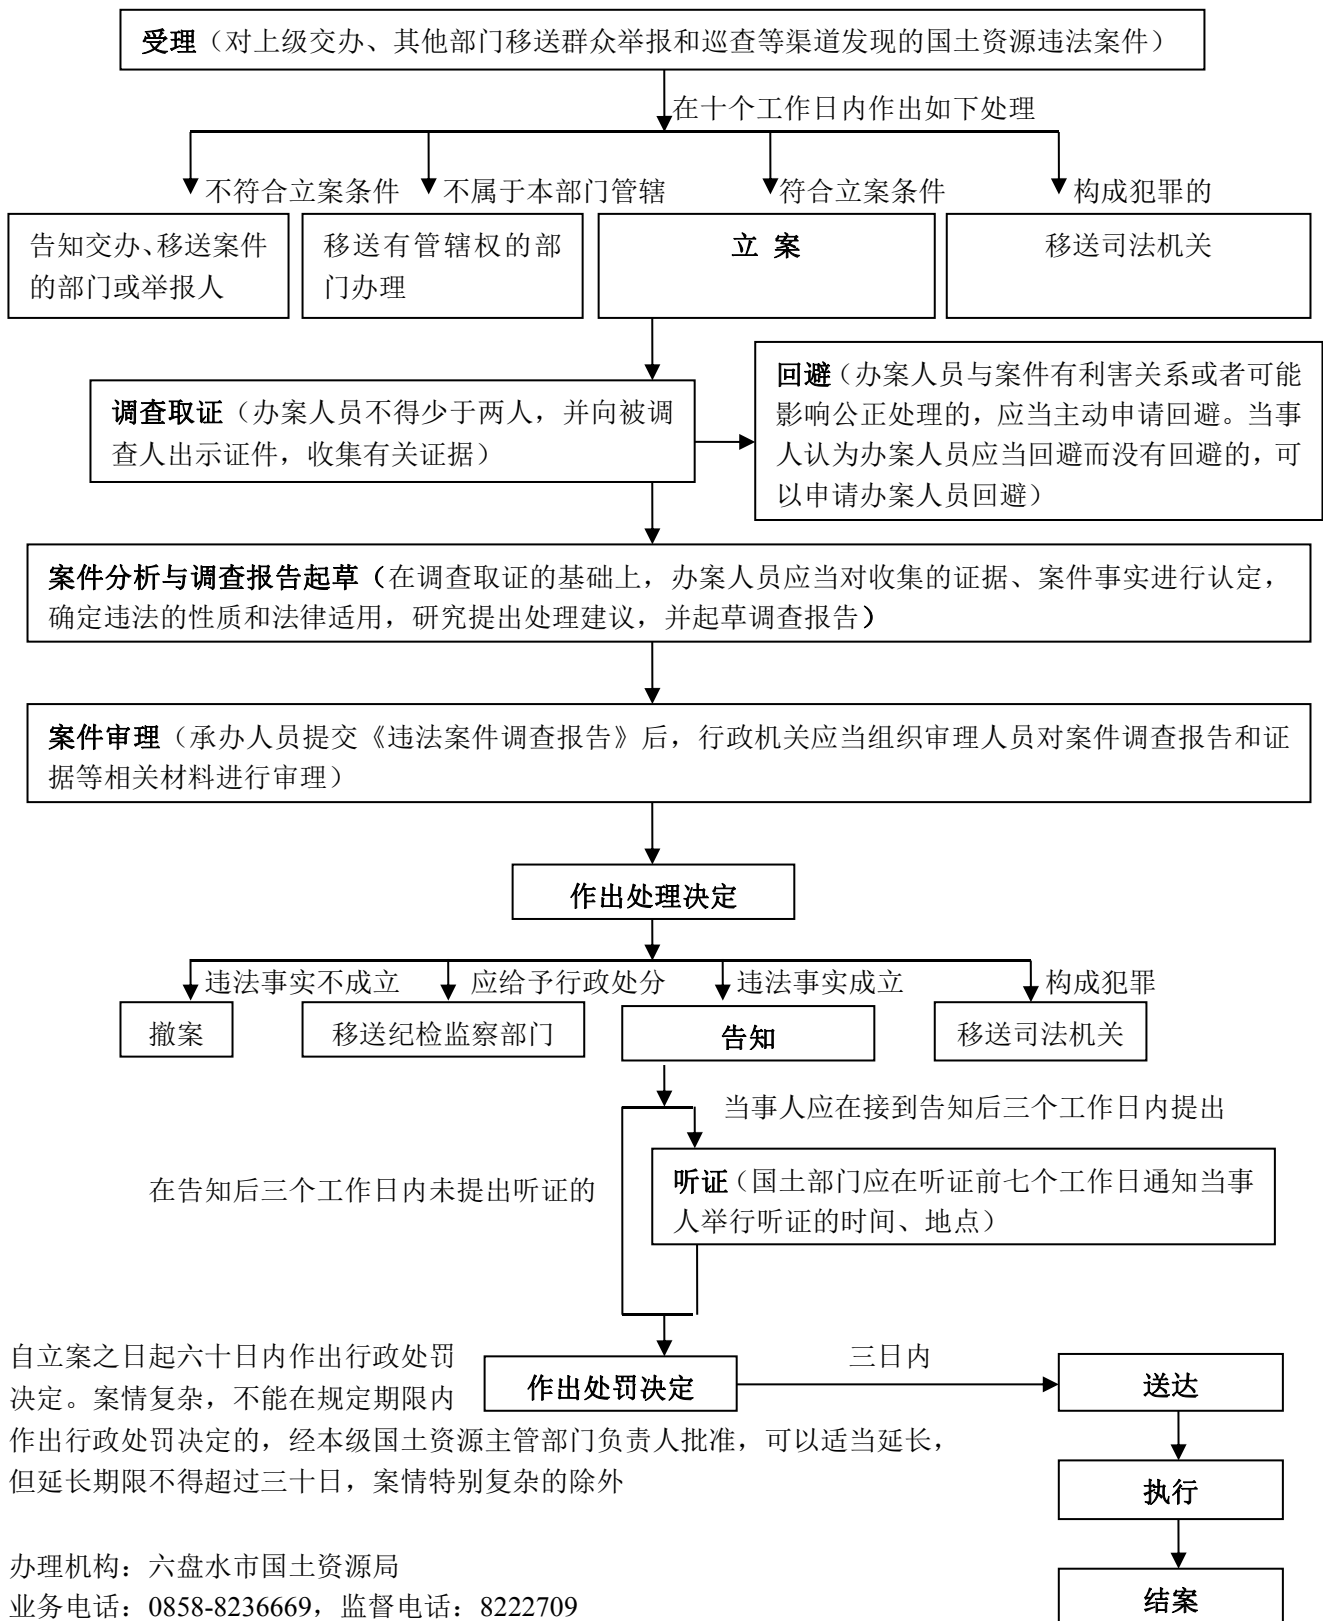 受理（对上级交办、其他部门移送群众举报和巡查等渠道发现的国土资源违法案件）
在十个工作日内作出如下处理
不符合立案条件
不属于本部门管辖
符合立案条件
构成犯罪的
告知交办、移送案件
的部门或举报人
移送有管辖权的部
门办理
立 案
移送司法机关
调查取证（办案人员不得少于两人，并向被调
查人出示证件，收集有关证据）
回避（办案人员与案件有利害关系或者可能
影响公正处理的，应当主动申请回避。当事
人认为办案人员应当回避而没有回避的，可
以申请办案人员回避）
案件分析与调查报告起草（在调查取证的基础上，办案人员应当对收集的证据、案件事实进行认定，
确定违法的性质和法律适用，研究提出处理建议，并起草调查报告）
案件审理（承办人员提交《违法案件调查报告》后，行政机关应当组织审理人员对案件调查报告和证
据等相关材料进行审理）
作出处理决定
违法事实不成立
应给予行政处分
违法事实成立
构成犯罪
撤案
移送纪检监察部门
告知
移送司法机关
当事人应在接到告知后三个工作日内提出
在告知后三个工作日内未提出听证的
听证（国土部门应在听证前七个工作日通知当事
人举行听证的时间、地点）
自立案之日起六十日内作出行政处罚
决定。案情复杂，不能在规定期限内
作出行政处罚决定的，经本级国土资源主管部门负责人批准，可以适当延长，
但延长期限不得超过三十日，案情特别复杂的除外
作出处罚决定
三日内
送达
执行
结案
办理机构：六盘水市国土资源局
业务电话：0858-8236669，监督电话：8222709